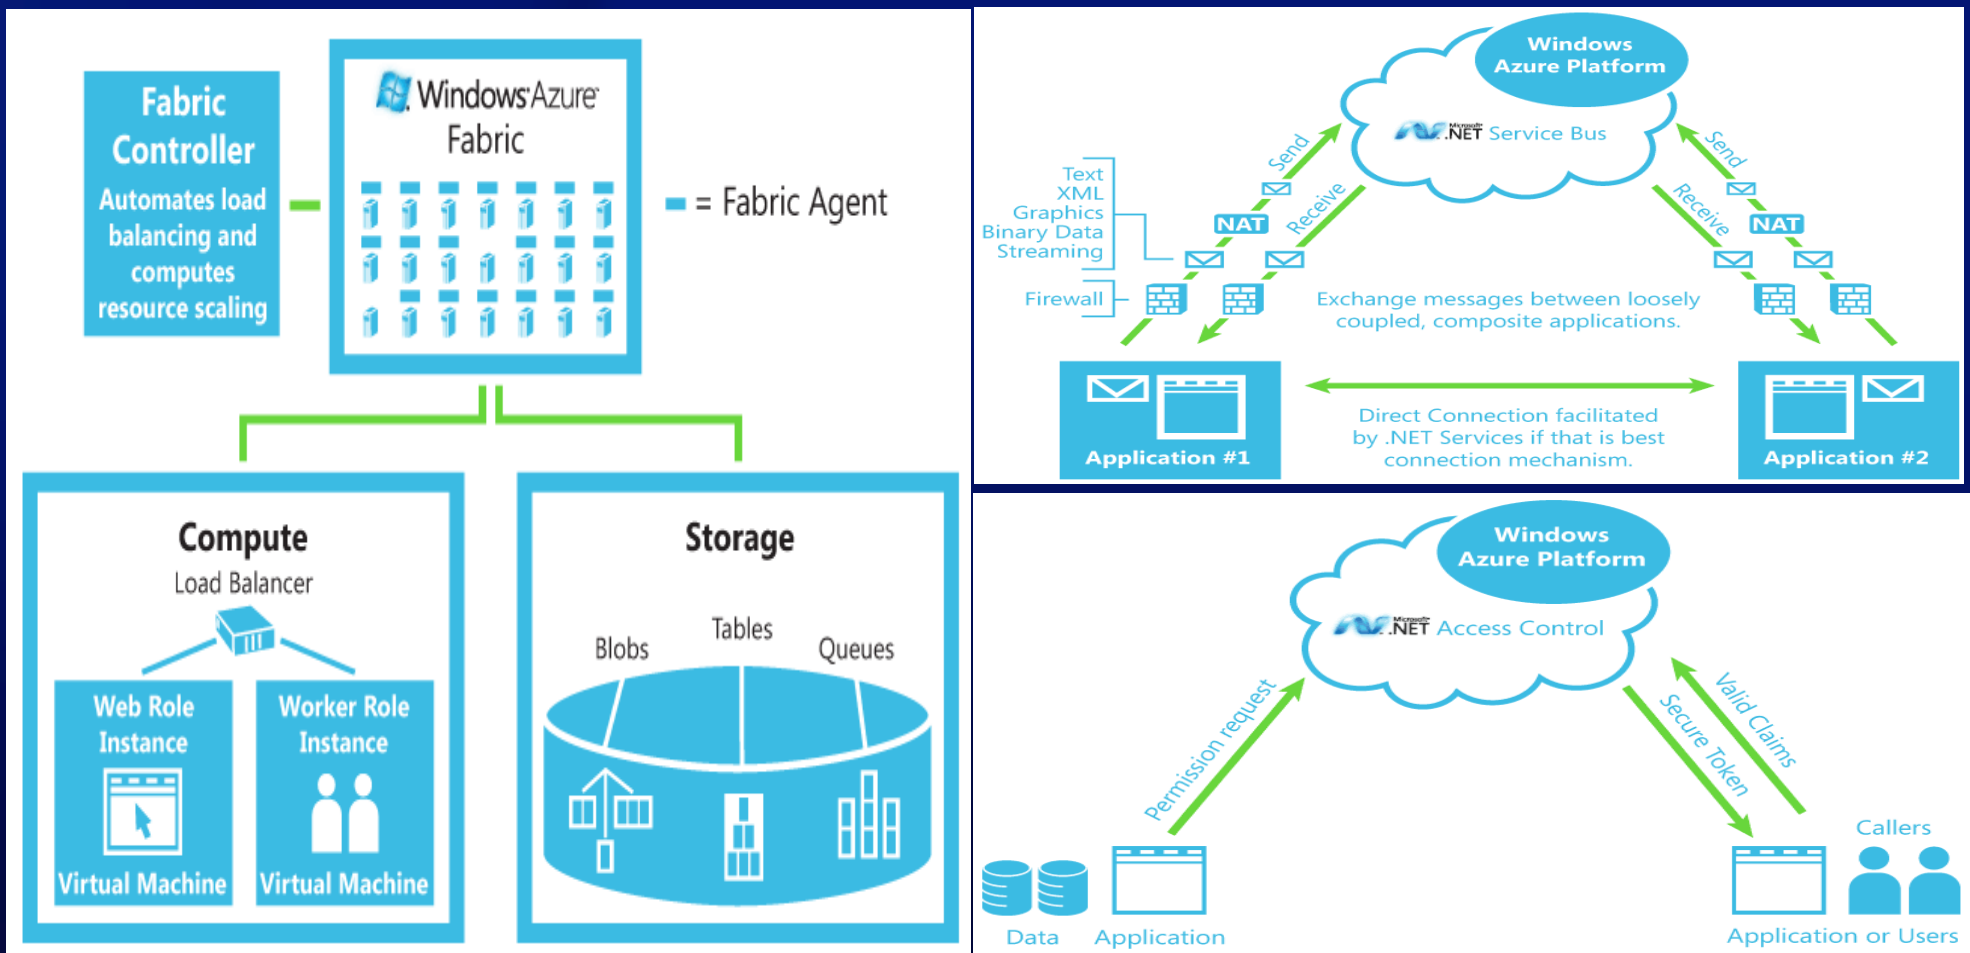 Fabric
Controller
Automates load
balancing and
computes
resource scaling
Windows Azure
Fabric
= Fabric Agent
Compute
Load Balancer
Web Role
Instance
Virtual Machine
Worker Role
Instance
Virtual Machine
Storage
Blobs
Tables
Queues
Windows
Azure Platform
Microsoft
.NET Service Bus
Send
Receive
Send
Receive
Text
XML
Graphics
Binary Data
Streaming
NAT
NAT
Firewall
Exchange messages between loosely
coupled, composite applications.
Direct Connection facilitated
by .NET Services if that is best
connection mechanism.
Application #1
Application #2
Windows
Azure Platform
Microsoft
.NET Access Control
Permission request
Valid Claims
Secure Token
Callers
Data
Application
Application or Users